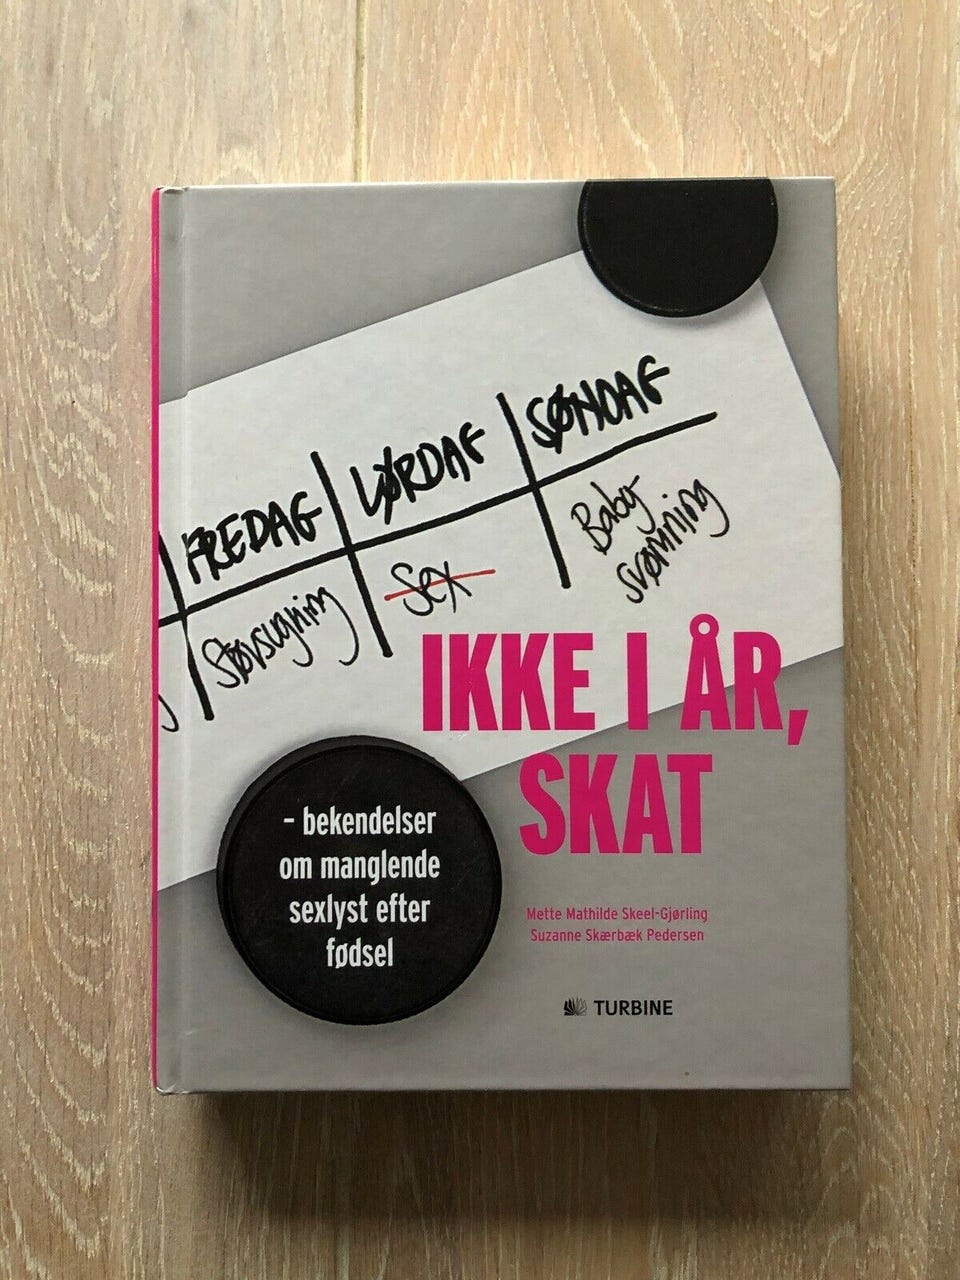 FREDAG LØRDAG SØNDAG
Støvsugning Sex Baby-
svømning
IKKE I ÅR,
SKAT
– bekendelser
om manglende
sexlyst efter
fødsel
Mette Mathilde Skeel-Gjørling
Suzanne Skærbæk Pedersen
TURBINE